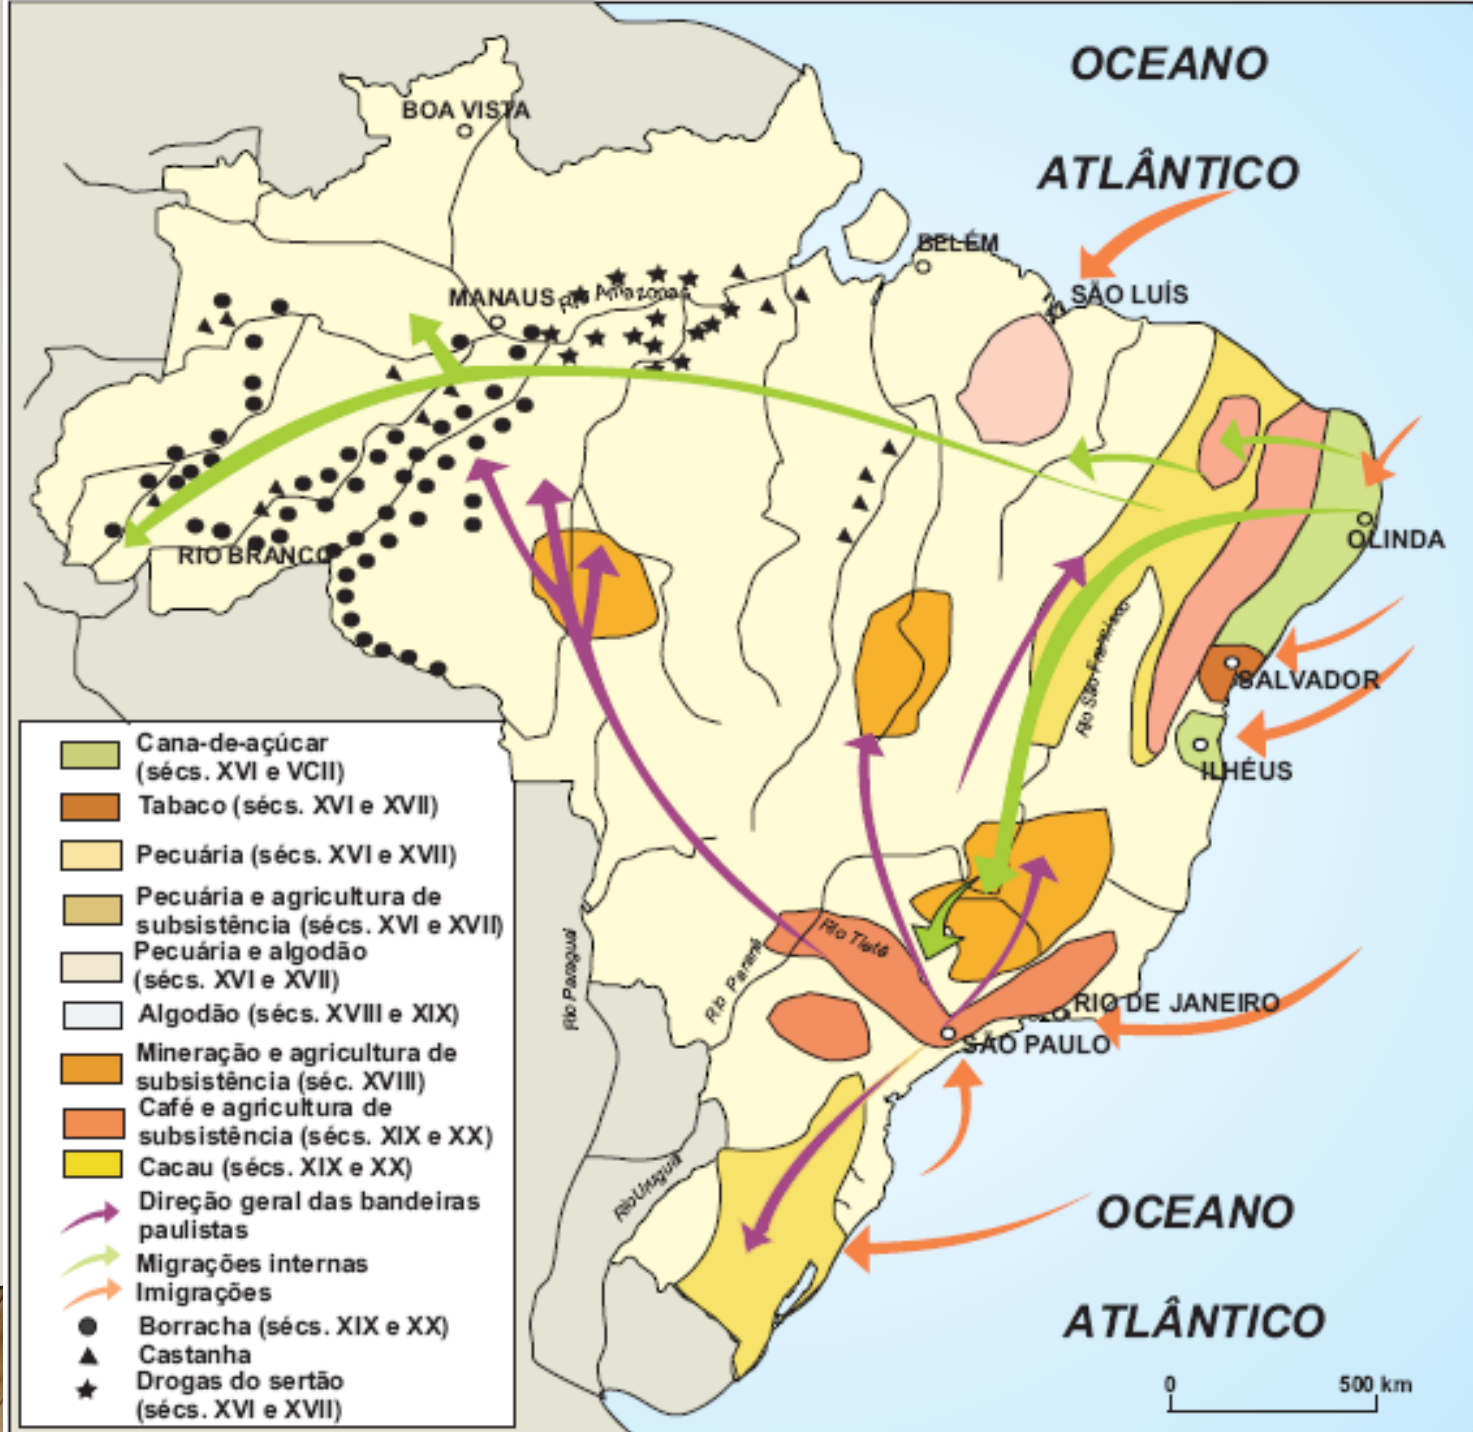 OCEANO
ATLÂNTICO
BOA VISTA
BELÉM
MANAUS
Rio Amazonas
SÃO LUÍS
OLINDA
RIO BRANCO
Rio São Francisco
SALVADOR
ILHÉUS
Rio Tietê
Rio Paraná
Rio Paraguai
RIO DE JANEIRO
SÃO PAULO
Rio Uruguai
OCEANO
ATLÂNTICO
0 500 km
Cana-de-açúcar
(sécs. XVI e VCII)
Tabaco (sécs. XVI e XVII)
Pecuária (sécs. XVI e XVII)
Pecuária e agricultura de
subsistência (sécs. XVI e XVII)
Pecuária e algodão
(sécs. XVI e XVII)
Algodão (sécs. XVIII e XIX)
Mineração e agricultura de
subsistência (séc. XVIII)
Café e agricultura de
subsistência (sécs. XIX e XX)
Cacau (sécs. XIX e XX)
Direção geral das bandeiras
paulistas
Migrações internas
Imigrações
Borracha (sécs. XIX e XX)
Castanha
Drogas do sertão
(sécs. XVI e XVII)